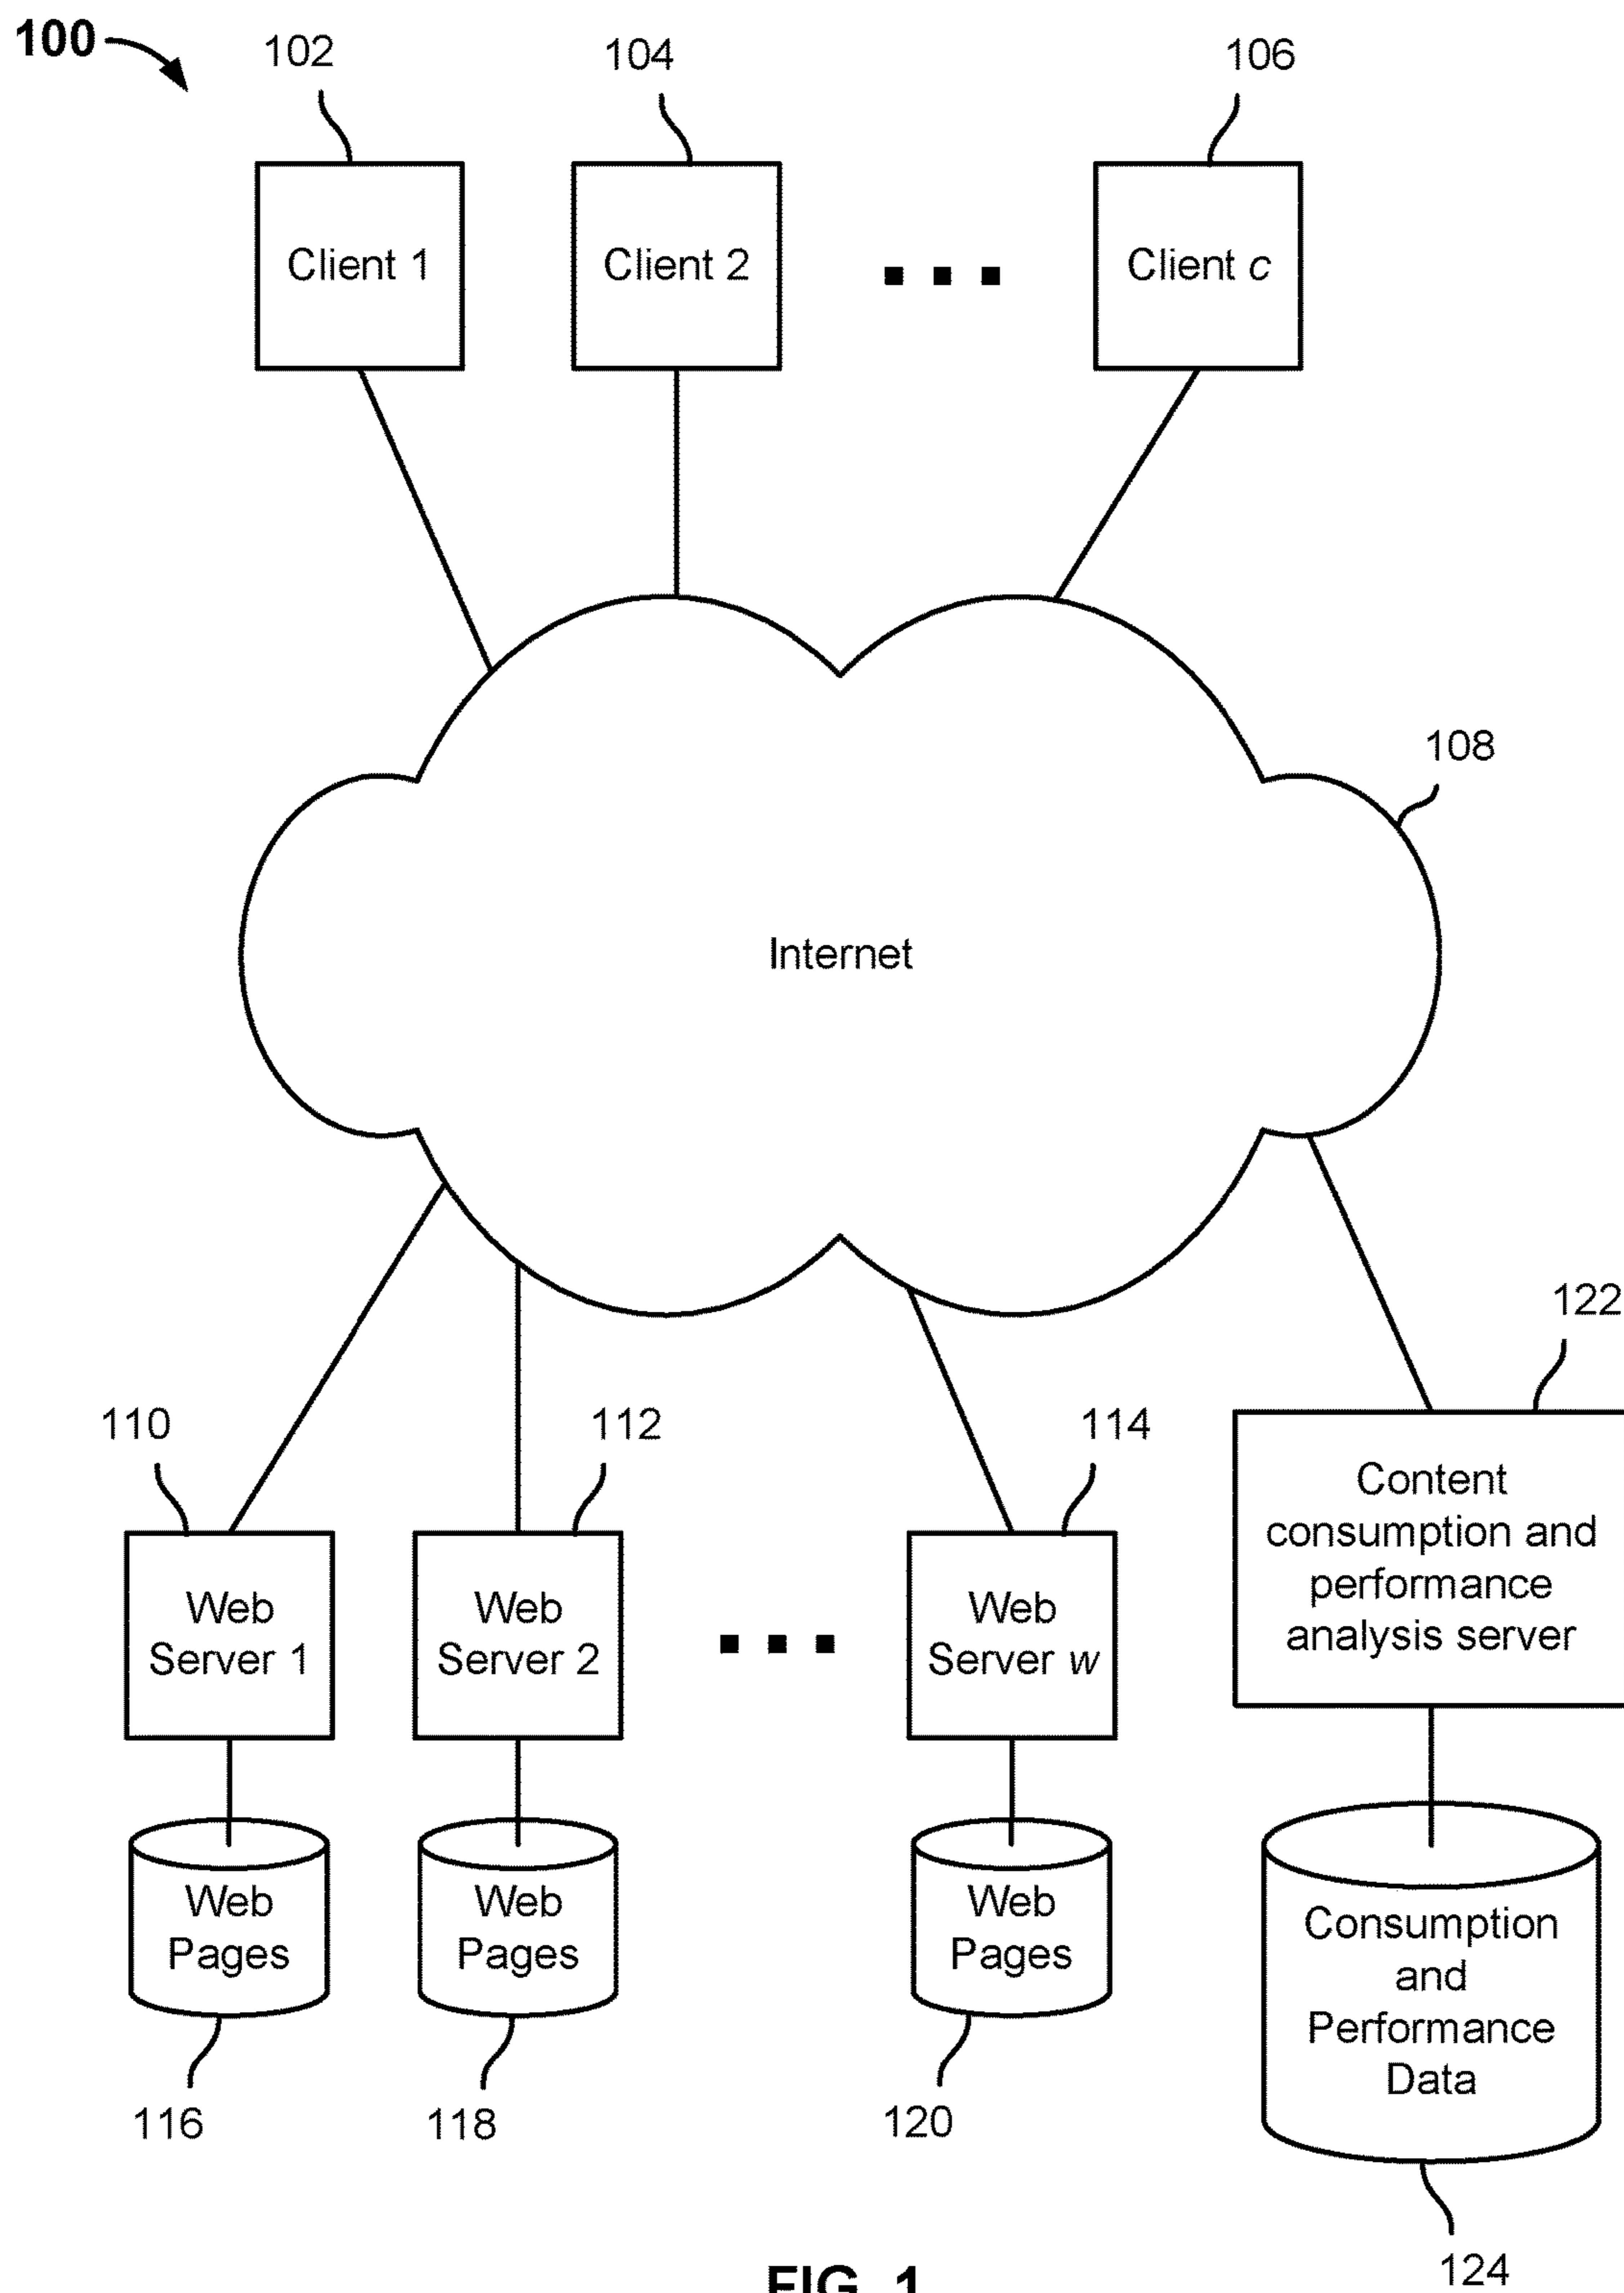 100
102
104
106
Client 1
Client 2
Client c
108
Internet
122
110
112
114
Content
consumption and
performance
analysis server
Web
Server 1
Web
Server 2
Web
Server w
Web
Pages
Web
Pages
Web
Pages
Consumption
and
Performance
Data
116
118
120
124
FIG. 1